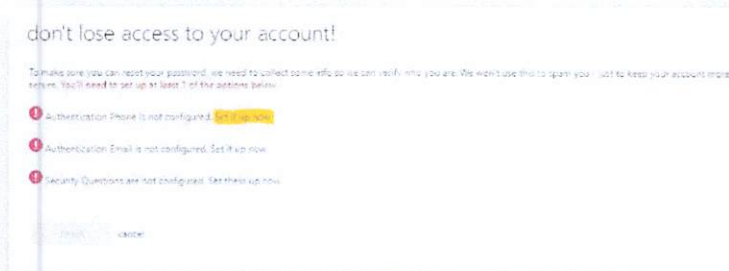 don't lose access to your account!
To make sure you can reset your password, we need to collect some info so we can verify who you are. We won't use this to spam you - just to keep your account more
secure. You'll need to set up at least 1 of the options below.
Authentication Phone is not configured. Set it up now
Authentication Email is not configured. Set it up now
Security Questions are not configured. Set them up now
cancel